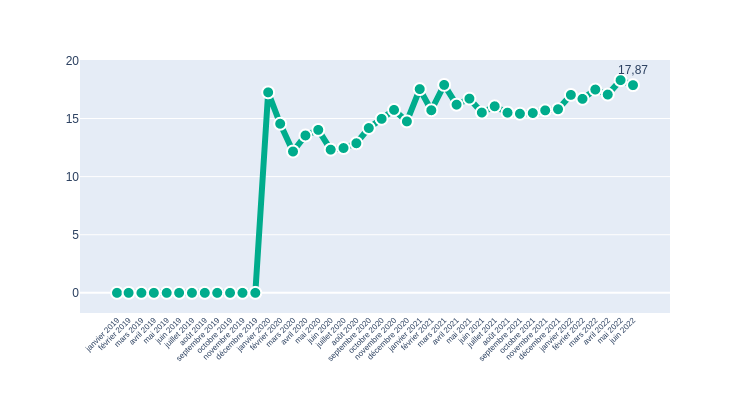 20
15
10
5
0
17,87
janvier 2019
février 2019
mars 2019
avril 2019
mai 2019
juin 2019
juillet 2019
août 2019
septembre 2019
octobre 2019
novembre 2019
décembre 2019
janvier 2020
février 2020
mars 2020
avril 2020
mai 2020
juin 2020
juillet 2020
août 2020
septembre 2020
octobre 2020
novembre 2020
décembre 2020
janvier 2021
février 2021
mars 2021
avril 2021
mai 2021
juin 2021
juillet 2021
août 2021
septembre 2021
octobre 2021
novembre 2021
décembre 2021
janvier 2022
février 2022
mars 2022
avril 2022
mai 2022
juin 2022